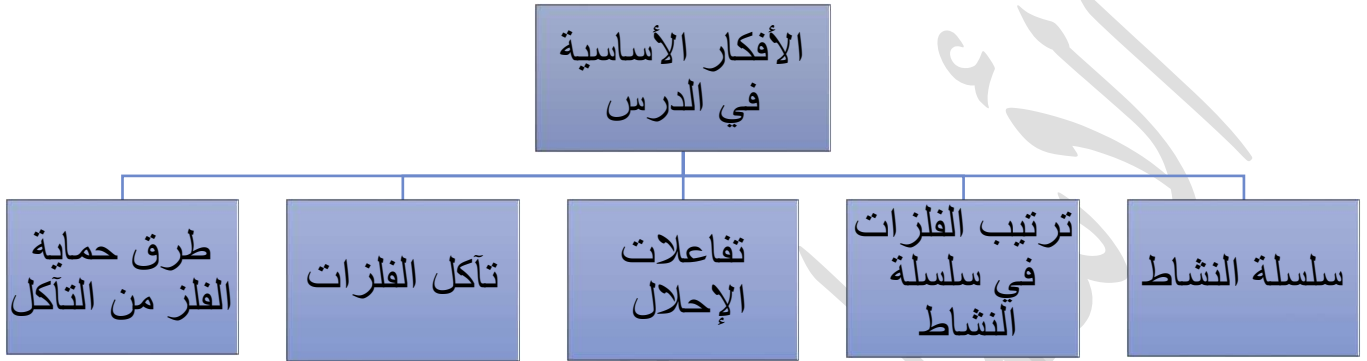 الأفكار الأساسية
في الدرس
سلسلة النشاط
ترتيب الفلزات
في سلسلة
النشاط
تفاعلات
الإحلال
تآكل الفلزات
طرق حماية
الفلز من التآكل